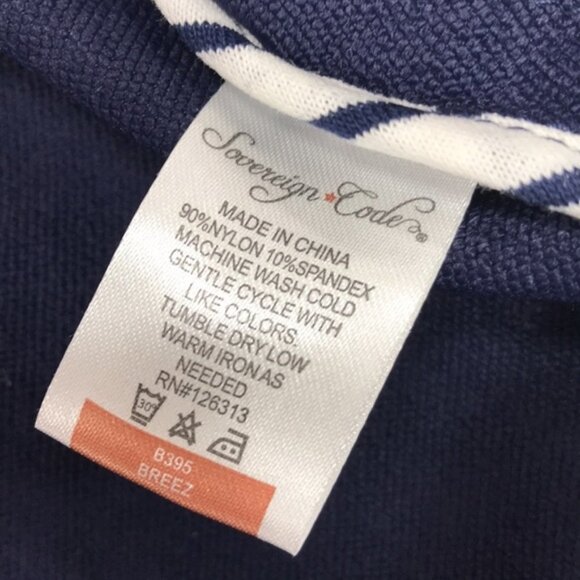 Sovereign Code®
MADE IN CHINA
90%NYLON 10%SPANDEX
MACHINE WASH COLD
GENTLE CYCLE WITH
LIKE COLORS
TUMBLE DRY LOW
WARM IRON AS
NEEDED
RN#126313
30°
B395
BREEZ